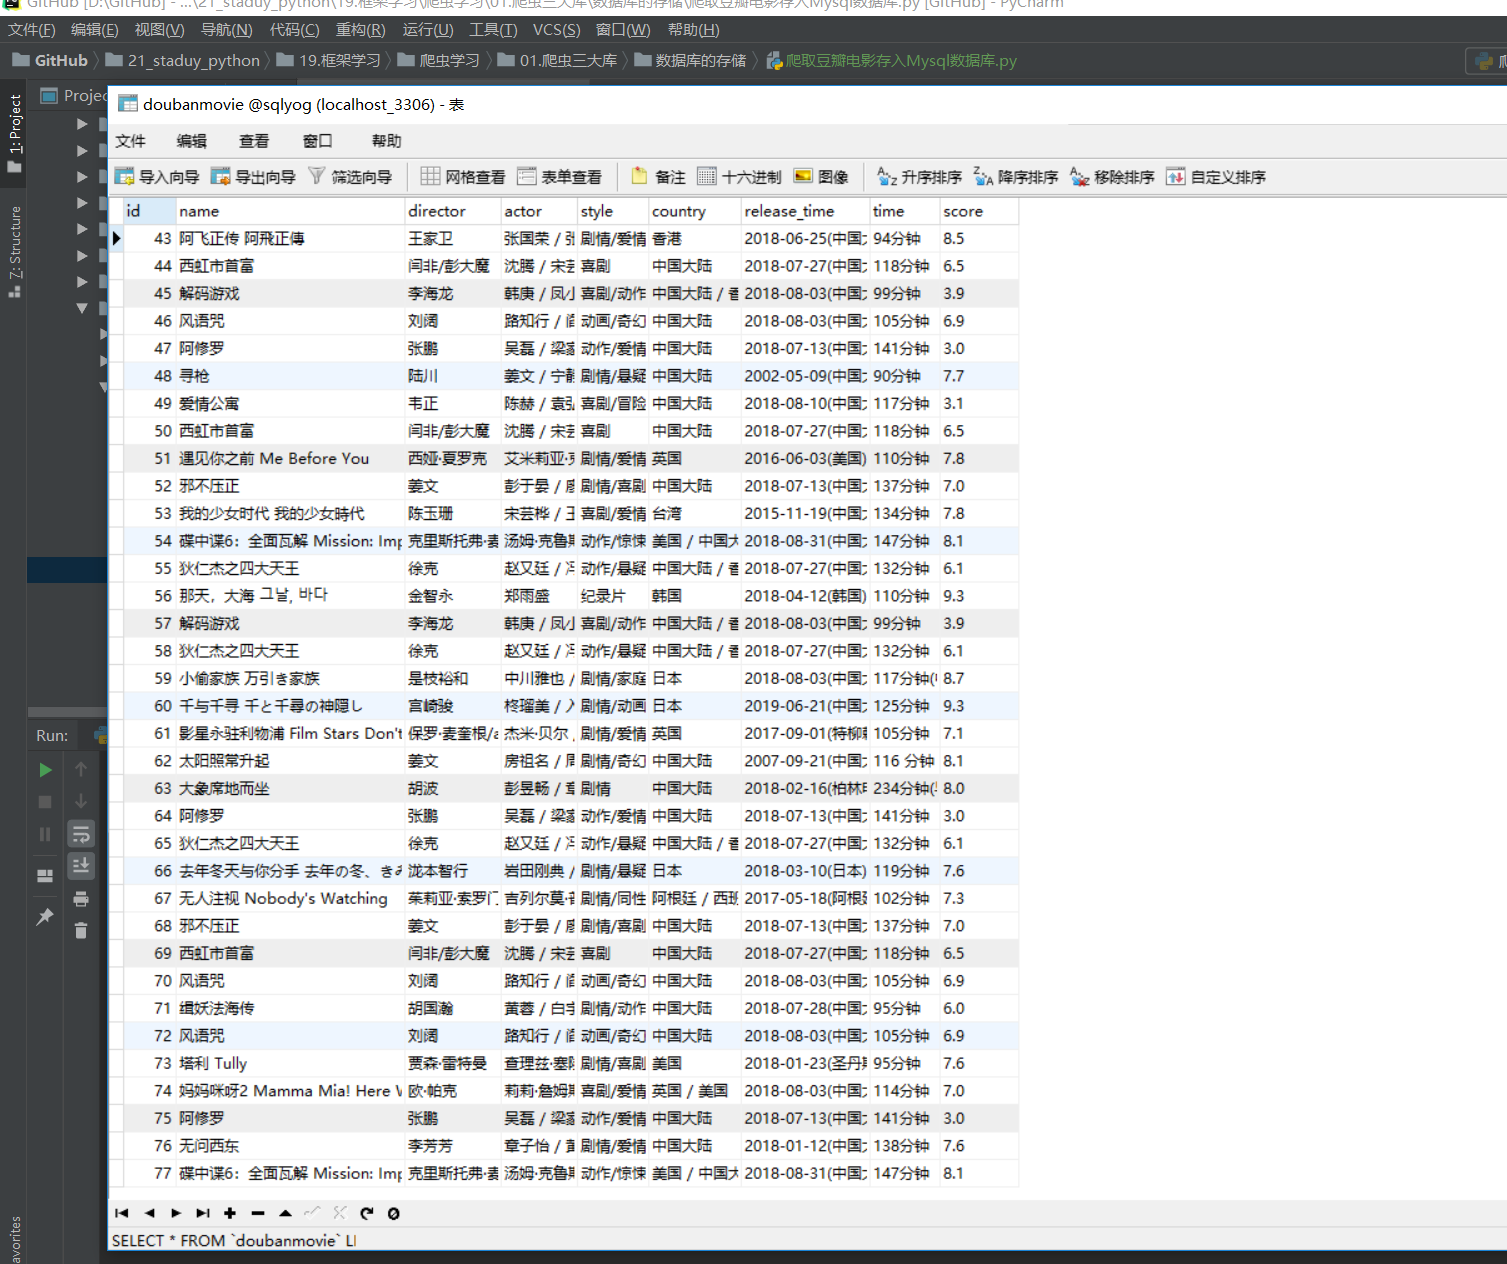 GitHub [D:\GitHub] - ...\21_staduy_python\19.框架学习\爬虫学习\01.爬虫三大库\数据库的存储\爬取豆瓣电影存入Mysql数据库.py [GitHub] - PyCharm
文件(F) 编辑(E) 视图(V) 导航(N) 代码(C) 重构(R) 运行(U) 工具(T) VCS(S) 窗口(W) 帮助(H)
GitHub 21_staduy_python 19.框架学习 爬虫学习 01.爬虫三大库 数据库的存储 爬取豆瓣电影存入Mysql数据库.py
1: Project
7: Structure
avorites
Projec
Run:
doubanmovie @sqlyog (localhost_3306) - 表
文件 编辑 查看 窗口 帮助
导入向导 导出向导 筛选向导 网格查看 表单查看 备注 十六进制 图像 升序排序 降序排序 移除排序 自定义排序
id name director actor style country release_time time score
43 阿飞正传 阿飛正傳 王家卫 张国荣 / 剧情/爱情 香港 2018-06-25(中国 94分钟 8.5
44 西虹市首富 闫非/彭大魔 沈腾 / 宋 喜剧 中国大陆 2018-07-27(中国 118分钟 6.5
45 解码游戏 李海龙 韩庚 / 凤 喜剧/动作 中国大陆 / 2018-08-03(中国 99分钟 3.9
46 风语咒 刘阔 路知行 / 动画/奇幻 中国大陆 2018-08-03(中国 105分钟 6.9
47 阿修罗 张鹏 吴磊 / 梁 动作/爱情 中国大陆 2018-07-13(中国 141分钟 3.0
48 寻枪 陆川 姜文 / 宁 剧情/悬疑 中国大陆 2002-05-09(中国 90分钟 7.7
49 爱情公寓 韦正 陈赫 / 袁 喜剧/冒险 中国大陆 2018-08-10(中国 117分钟 3.1
50 西虹市首富 闫非/彭大魔 沈腾 / 宋 喜剧 中国大陆 2018-07-27(中国 118分钟 6.5
51 遇见你之前 Me Before You 西娅·夏罗克 艾米莉亚· 剧情/爱情 英国 2016-06-03(美国) 110分钟 7.8
52 邪不压正 姜文 彭于晏 / 剧情/喜剧 中国大陆 2018-07-13(中国 137分钟 7.0
53 我的少女时代 我的少女時代 陈玉珊 宋芸桦 / 喜剧/爱情 台湾 2015-11-19(中国 134分钟 7.8
54 碟中谍6：全面瓦解 Mission: Imp 克里斯托弗·麦 汤姆·克鲁斯 动作/惊悚 美国 / 中国大 2018-08-31(中国 147分钟 8.1
55 狄仁杰之四大天王 徐克 赵又廷 / 动作/悬疑 中国大陆 / 2018-07-27(中国 132分钟 6.1
56 那天，大海 그날, 바다 金智永 郑雨盛 纪录片 韩国 2018-04-12(韩国) 110分钟 9.3
57 解码游戏 李海龙 韩庚 / 凤 喜剧/动作 中国大陆 / 2018-08-03(中国 99分钟 3.9
58 狄仁杰之四大天王 徐克 赵又廷 / 动作/悬疑 中国大陆 / 2018-07-27(中国 132分钟 6.1
59 小偷家族 万引き家族 是枝裕和 中川雅也 / 剧情/家庭 日本 2018-08-03(中国 117分钟( 8.7
60 千与千寻 千と千尋の神隠し 宫崎骏 柊瑠美 / 剧情/动画 日本 2019-06-21(中国 125分钟 9.3
61 影星永驻利物浦 Film Stars Don't 保罗·麦奎根/ 杰米·贝尔 剧情/爱情 英国 2017-09-01(特柳 105分钟 7.1
62 太阳照常升起 姜文 房祖名 / 剧情/奇幻 中国大陆 2007-09-21(中国 116 分钟 8.1
63 大象席地而坐 胡波 彭昱畅 / 剧情 中国大陆 2018-02-16(柏林 234分钟( 8.0
64 阿修罗 张鹏 吴磊 / 梁 动作/爱情 中国大陆 2018-07-13(中国 141分钟 3.0
65 狄仁杰之四大天王 徐克 赵又廷 / 动作/悬疑 中国大陆 / 2018-07-27(中国 132分钟 6.1
66 去年冬天与你分手 去年の冬、きみ 泷本智行 岩田刚典 / 剧情/悬疑 日本 2018-03-10(日本) 119分钟 7.6
67 无人注视 Nobody's Watching 茱莉亚·索罗门 吉列尔莫· 剧情/同性 阿根廷 / 西班 2017-05-18(阿根 102分钟 7.3
68 邪不压正 姜文 彭于晏 / 剧情/喜剧 中国大陆 2018-07-13(中国 137分钟 7.0
69 西虹市首富 闫非/彭大魔 沈腾 / 宋 喜剧 中国大陆 2018-07-27(中国 118分钟 6.5
70 风语咒 刘阔 路知行 / 动画/奇幻 中国大陆 2018-08-03(中国 105分钟 6.9
71 缉妖法海传 胡国瀚 黄蓉 / 白 剧情/动作 中国大陆 2018-07-28(中国 95分钟 6.0
72 风语咒 刘阔 路知行 / 动画/奇幻 中国大陆 2018-08-03(中国 105分钟 6.9
73 塔利 Tully 贾森·雷特曼 查理兹·塞 剧情/喜剧 美国 2018-01-23(圣丹 95分钟 7.6
74 妈妈咪呀2 Mamma Mia! Here 欧·帕克 莉莉·詹姆斯 喜剧/爱情 英国 / 美国 2018-08-03(中国 114分钟 7.0
75 阿修罗 张鹏 吴磊 / 梁 动作/爱情 中国大陆 2018-07-13(中国 141分钟 3.0
76 无问西东 李芳芳 章子怡 / 剧情/爱情 中国大陆 2018-01-12(中国 138分钟 7.6
77 碟中谍6：全面瓦解 Mission: Imp 克里斯托弗·麦 汤姆·克鲁斯 动作/惊悚 美国 / 中国大 2018-08-31(中国 147分钟 8.1
SELECT * FROM `doubanmovie` LI